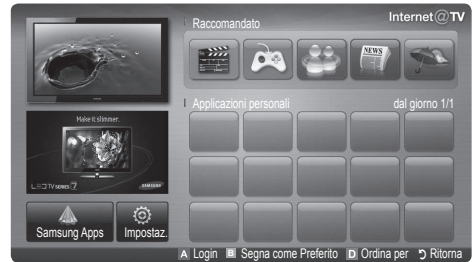 Internet@TV
Raccomandato
NEWS
Applicazioni personali
dal giorno 1/1
Make it slimmer.
LED TV SERIES 7
SAMSUNG
Samsung Apps
Impostaz.
A Login B Segna come Preferito D Ordina per Ritorna